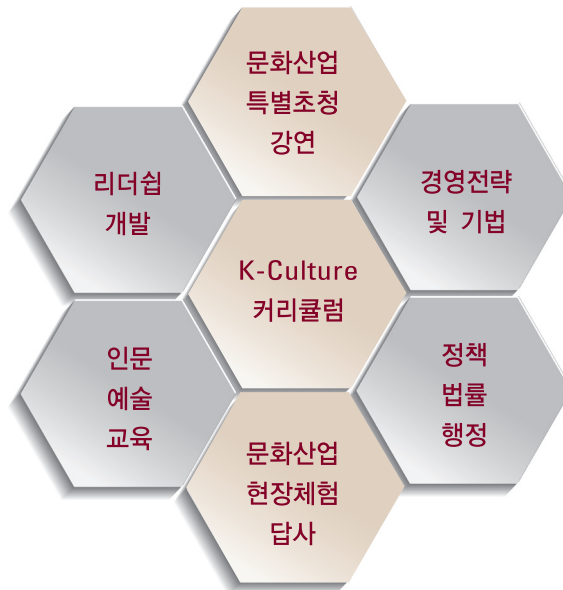 문화산업
특별초청
강연
리더쉽
개발
경영전략
및 기법
K-Culture
커리큘럼
인문
예술
교육
정책
법률
행정
문화산업
현장체험
답사